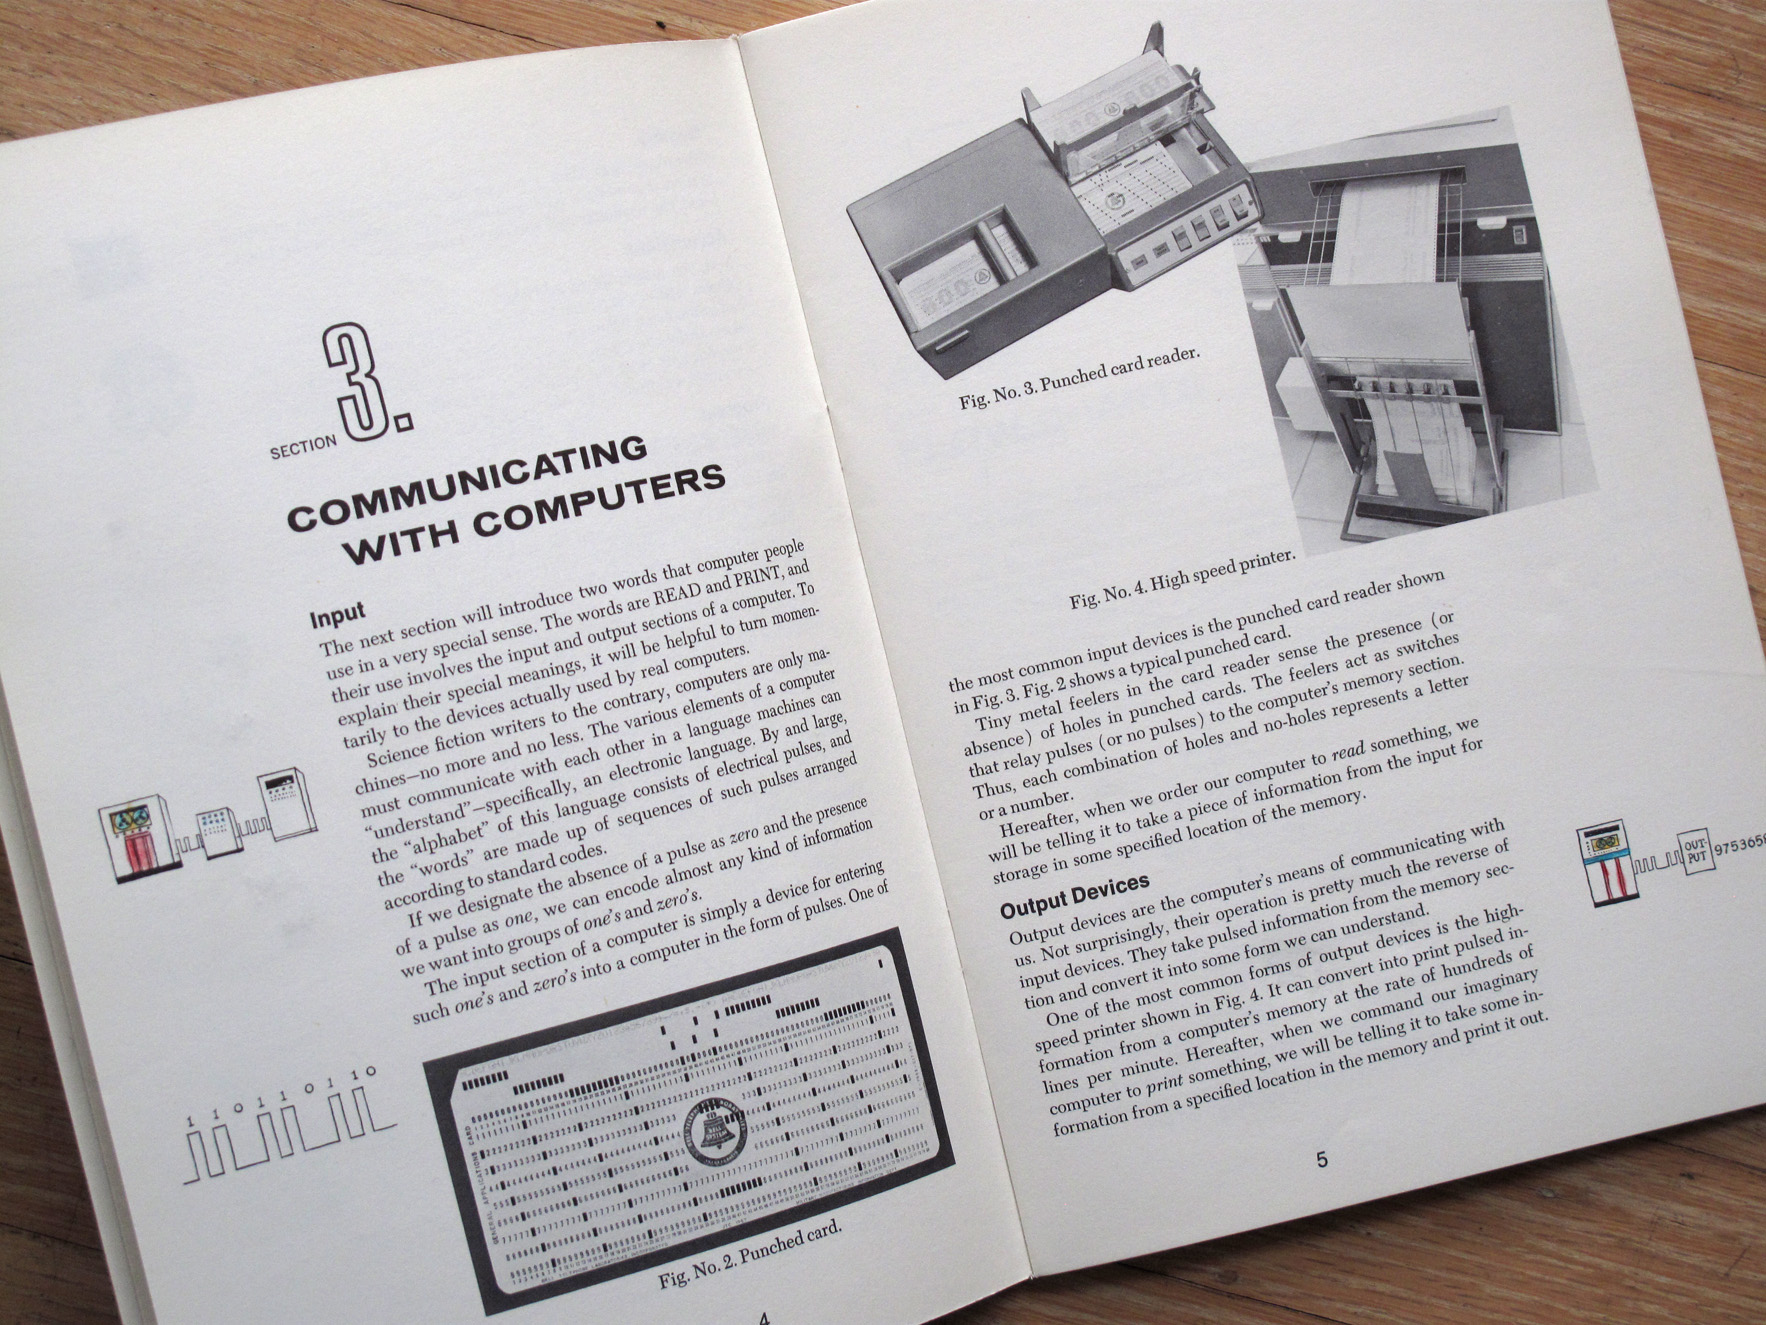 SECTION 3.
COMMUNICATING
WITH COMPUTERS
Input
The next section will introduce two words that computer people
use in a very special sense. The words are READ and PRINT, and
their use involves the input and output sections of a computer. To
explain their special meanings, it will be helpful to turn momen-
tarily to the devices actually used by real computers.
Science fiction writers to the contrary, computers are only ma-
chines—no more and no less. The various elements of a computer
must communicate with each other in a language machines can
“understand”—specifically, an electronic language. By and large,
the “alphabet” of this language consists of electrical pulses, and
the “words” are made up of sequences of such pulses arranged
according to standard codes.
If we designate the absence of a pulse as zero and the presence
of a pulse as one, we can encode almost any kind of information
we want into groups of one's and zero's.
The input section of a computer is simply a device for entering
such one's and zero's into a computer in the form of pulses. One of
1 1 0 1 1 0 1 1 0
GENERAL APPLICATIONS CARD
BELL SYSTEM
Fig. No. 2. Punched card.
4
Fig. No. 3. Punched card reader.
Fig. No. 4. High speed printer.
the most common input devices is the punched card reader shown
in Fig. 3. Fig. 2 shows a typical punched card.
Tiny metal feelers in the card reader sense the presence (or
absence) of holes in punched cards. The feelers act as switches
that relay pulses (or no pulses) to the computer's memory section.
Thus, each combination of holes and no-holes represents a letter
or a number.
Hereafter, when we order our computer to read something, we
will be telling it to take a piece of information from the input for
storage in some specified location of the memory.
Output Devices
Output devices are the computer's means of communicating with
us. Not surprisingly, their operation is pretty much the reverse of
input devices. They take pulsed information from the memory sec-
tion and convert it into some form we can understand.
One of the most common forms of output devices is the high-
speed printer shown in Fig. 4. It can convert into print pulsed in-
formation from a computer's memory at the rate of hundreds of
lines per minute. Hereafter, when we command our imaginary
computer to print something, we will be telling it to take some in-
formation from a specified location in the memory and print it out.
OUT-
PUT
975365
5